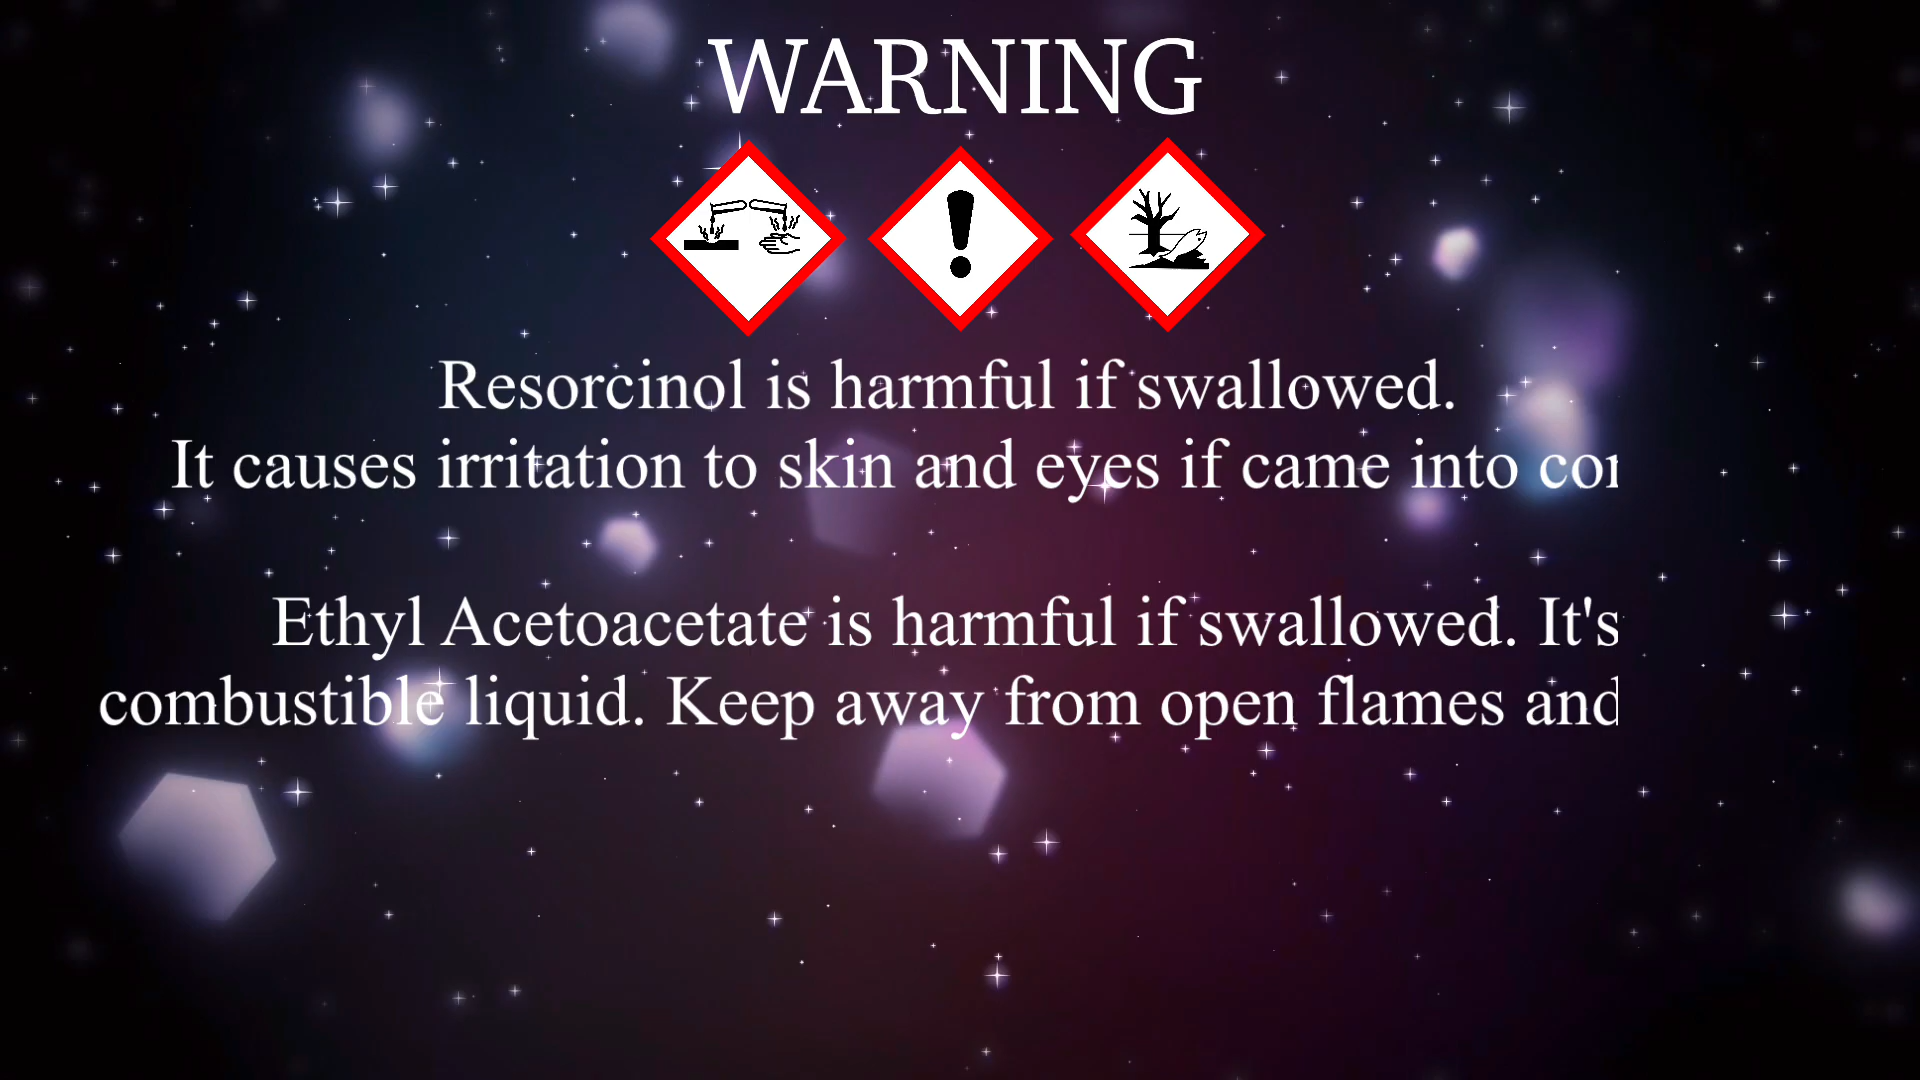 WARNING
Resorcinol is harmful if swallowed.
It causes irritation to skin and eyes if came into
Ethyl Acetoacetate is harmful if swallowed. It's
combustible liquid. Keep away from open flames and